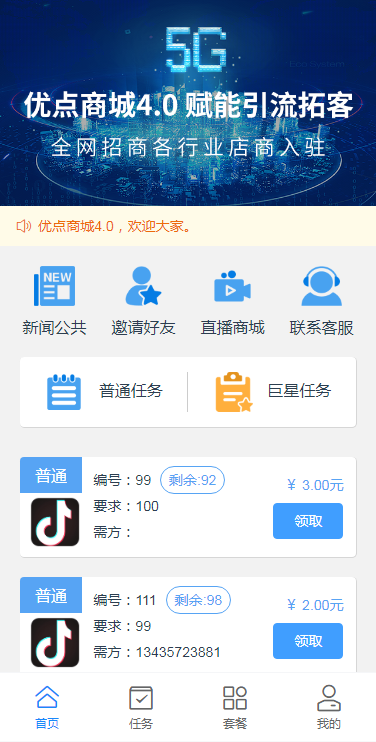 5G
优点商城4.0 赋能引流拓客
全网招商各行业店商入驻
优点商城4.0，欢迎大家。
NEW
新闻公共 邀请好友 直播商城 联系客服
普通任务 巨星任务
普通
编号：99 剩余:92
¥ 3.00元
要求：100
领取
需方：
普通
编号：111 剩余:98
¥ 2.00元
要求：99
领取
需方：13435723881
首页 任务 套餐 我的